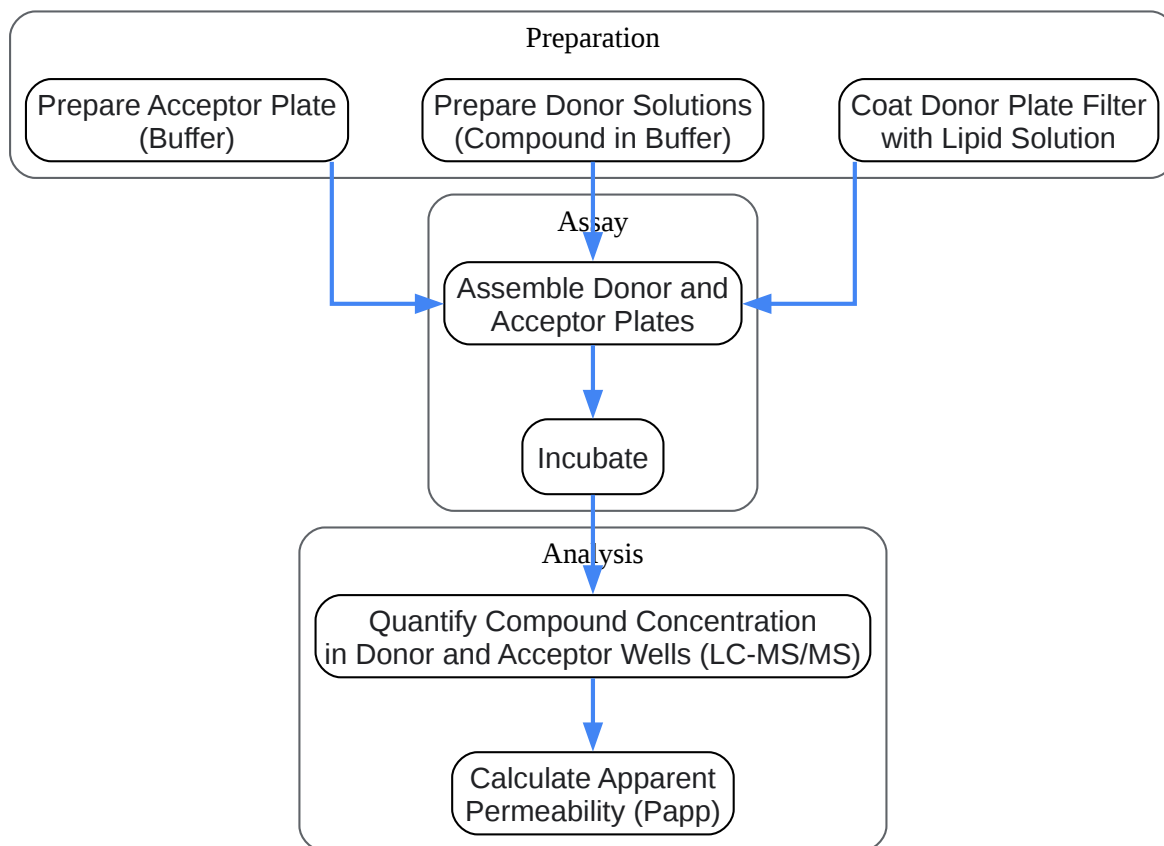 Preparation
Prepare Acceptor Plate
(Buffer)
Prepare Donor Solutions
(Compound in Buffer)
Coat Donor Plate Filter
with Lipid Solution
Assay
Assemble Donor and
Acceptor Plates
Incubate
Analysis
Quantify Compound Concentration
in Donor and Acceptor Wells (LC-MS/MS)
Calculate Apparent
Permeability (Papp)